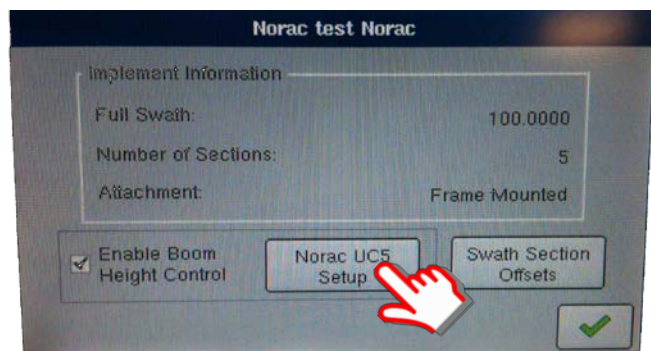 Norac test Norac
Implement Information
Full Swath:
100.0000
Number of Sections:
5
Attachment:
Frame Mounted
Enable Boom
Height Control
Norac UC5
Setup
Swath Section
Offsets